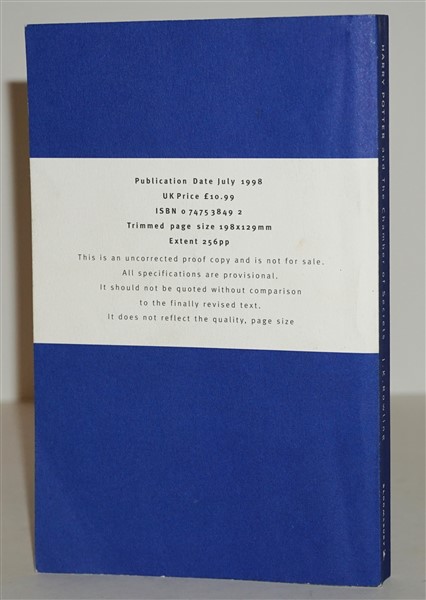 Publication Date July 1998
UK Price £10.99
ISBN 0 7475 3849 2
Trimmed page size 198x129mm
Extent 256pp
This is an uncorrected proof copy and is not for sale.
All specifications are provisional.
It should not be quoted without comparison
to the finally revised text.
It does not reflect the quality, page size
HARRY POTTER and The Chamber of Secrets J.K.Rowling BLOOMSBURY